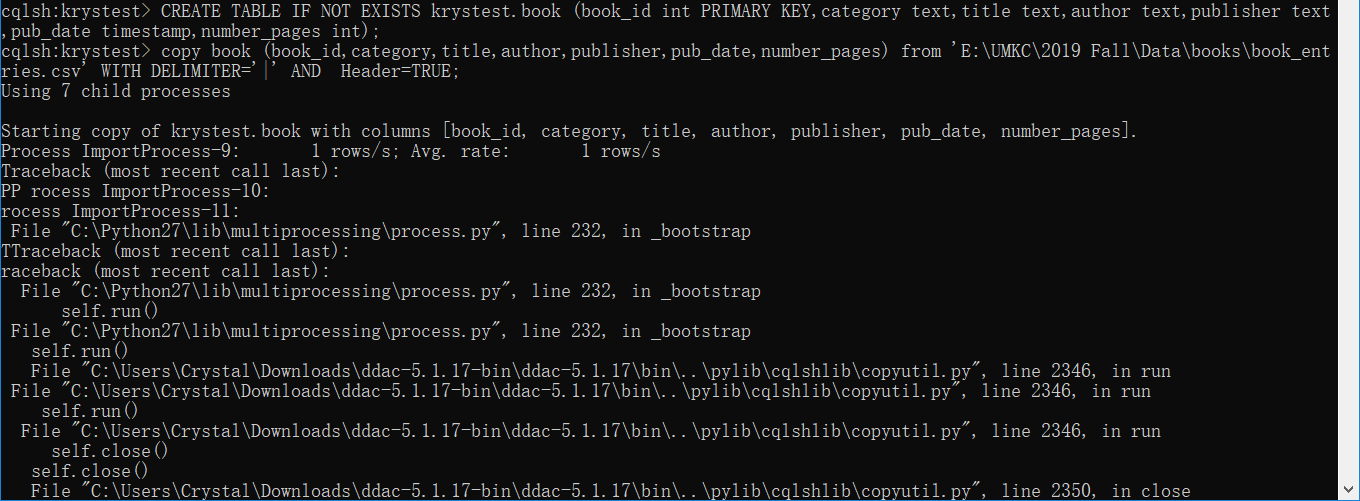 cqlsh:krystest> CREATE TABLE IF NOT EXISTS krystest.book (book_id int PRIMARY KEY,category text,title text,author text,publisher text
,pub_date timestamp,number_pages int);
cqlsh:krystest> copy book (book_id,category,title,author,publisher,pub_date,number_pages) from 'E:\UMKC\2019 Fall\Data\books\book_ent
ries.csv' WITH DELIMITER='|' AND  Header=TRUE;
Using 7 child processes

Starting copy of krystest.book with columns [book_id, category, title, author, publisher, pub_date, number_pages].
Process ImportProcess-9:       1 rows/s; Avg. rate:       1 rows/s
Traceback (most recent call last):
PP rocess ImportProcess-10:
rocess ImportProcess-11:
 File "C:\Python27\lib\multiprocessing\process.py", line 232, in _bootstrap
TTraceback (most recent call last):
raceback (most recent call last):
  File "C:\Python27\lib\multiprocessing\process.py", line 232, in _bootstrap
      self.run()
 File "C:\Python27\lib\multiprocessing\process.py", line 232, in _bootstrap
   self.run()
   File "C:\Users\Crystal\Downloads\ddac-5.1.17-bin\ddac-5.1.17\bin\..\pylib\cqlshlib\copyutil.py", line 2346, in run
 File "C:\Users\Crystal\Downloads\ddac-5.1.17-bin\ddac-5.1.17\bin\..\pylib\cqlshlib\copyutil.py", line 2346, in run
    self.run()
  File "C:\Users\Crystal\Downloads\ddac-5.1.17-bin\ddac-5.1.17\bin\..\pylib\cqlshlib\copyutil.py", line 2346, in run
     self.close()
   self.close()
   File "C:\Users\Crystal\Downloads\ddac-5.1.17-bin\ddac-5.1.17\bin\..\pylib\cqlshlib\copyutil.py", line 2350, in close